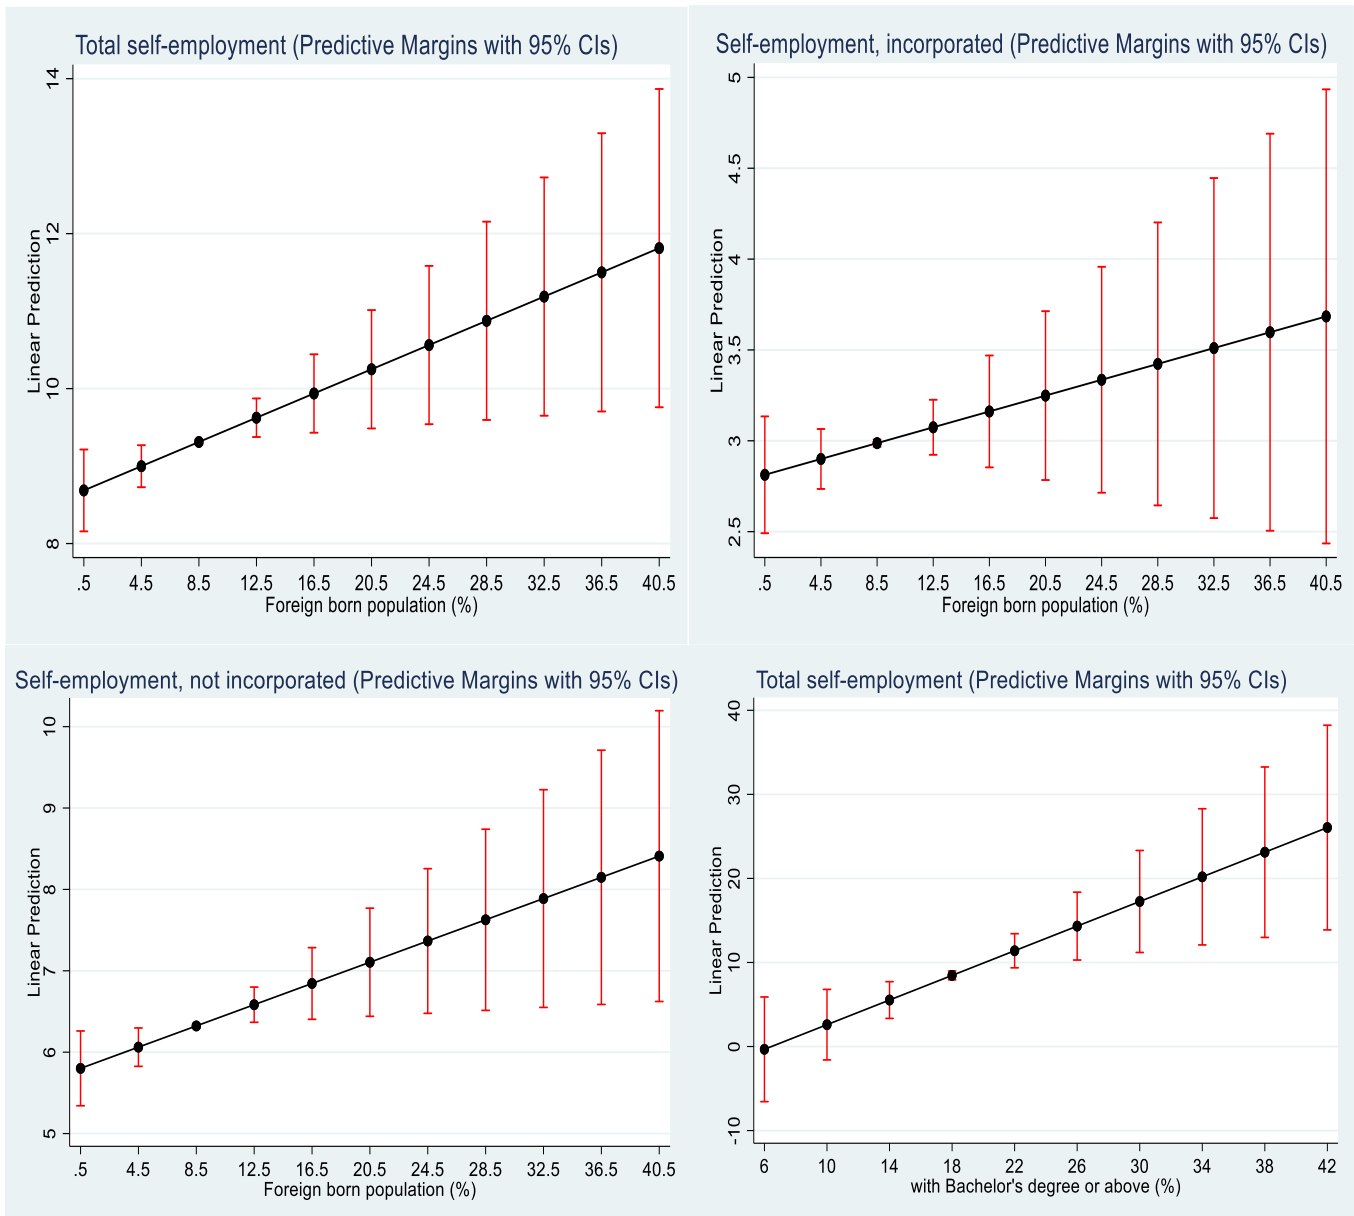 Total self-employment (Predictive Margins with 95% CIs)
14
12
10
8
Linear Prediction
.5 4.5 8.5 12.5 16.5 20.5 24.5 28.5 32.5 36.5 40.5
Foreign born population (%)
Self-employment, incorporated (Predictive Margins with 95% CIs)
5
4.5
4
3.5
3
2.5
Linear Prediction
.5 4.5 8.5 12.5 16.5 20.5 24.5 28.5 32.5 36.5 40.5
Foreign born population (%)
Self-employment, not incorporated (Predictive Margins with 95% CIs)
10
9
8
7
6
5
Linear Prediction
.5 4.5 8.5 12.5 16.5 20.5 24.5 28.5 32.5 36.5 40.5
Foreign born population (%)
Total self-employment (Predictive Margins with 95% CIs)
40
30
20
10
0
-10
Linear Prediction
6 10 14 18 22 26 30 34 38 42
with Bachelor's degree or above (%)